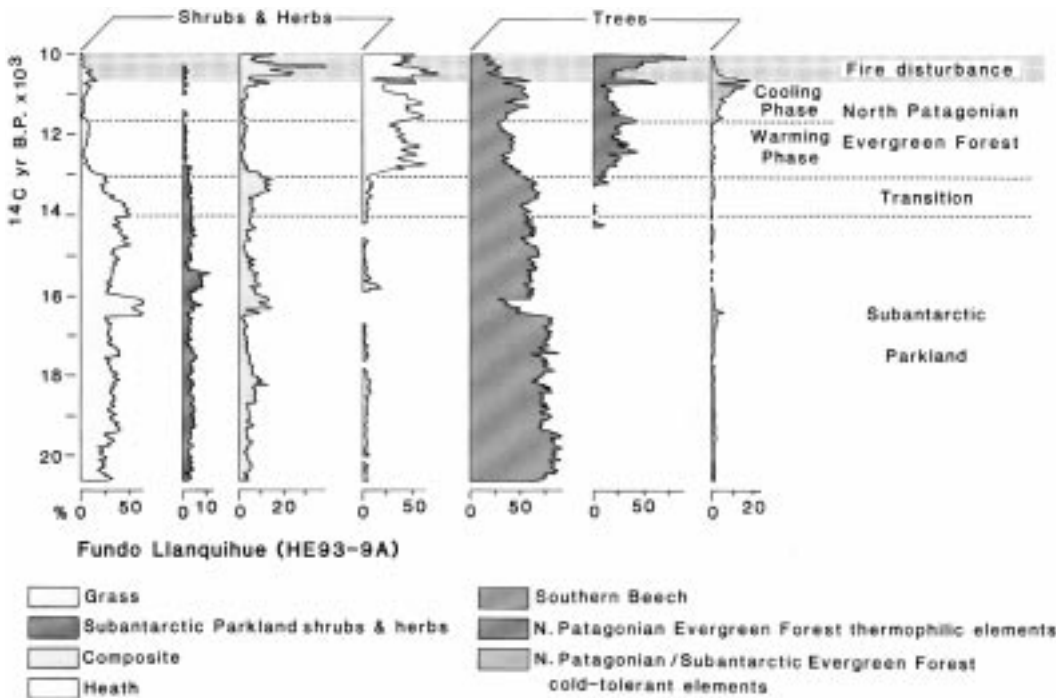 Shrubs & Herbs Trees
10
Fire disturbance
Cooling
Phase
North Patagonian
12
Warming
Phase
Evergreen Forest
14
Transition
16
Subantarctic
Parkland
18
20
¹⁴C yr B.P. x10³
% 0 50 0 10 0 20 0 50 0 50 0 50 0 20
Fundo Llanquihue (HE93-9A)
Grass
Subantarctic Parkland shrubs & herbs
Composite
Heath
Southern Beech
N. Patagonian Evergreen Forest thermophilic elements
N. Patagonian/Subantarctic Evergreen Forest
cold-tolerant elements